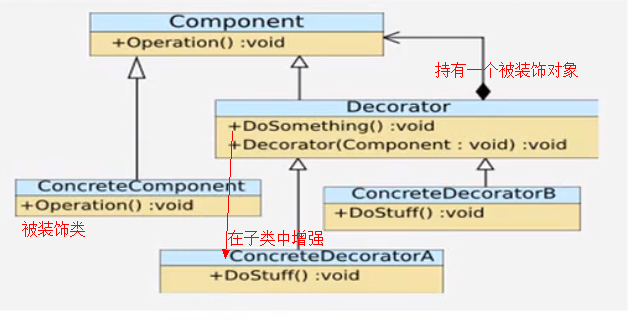 Component
+Operation() :void
持有一个被装饰对象
Decorator
+DoSomething() :void
+Decorator(Component : void) :void
ConcreteComponent
+Operation() :void
被装饰类
ConcreteDecoratorB
+DoStuff() :void
在子类中增强
ConcreteDecoratorA
+DoStuff() :void